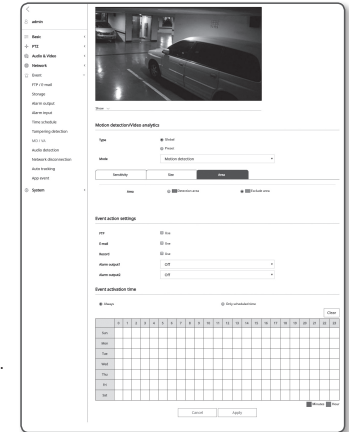 admin
Basic
PTZ
Audio & Video
Network
Event
FTP / E-mail
Storage
Alarm output
Alarm input
Time schedule
Tampering detection
MD / VA
Audio detection
Network disconnection
Auto tracking
App event
System
Show
Motion detection/Video analytics
Type
Global
Preset
Mode
Motion detection
Sensitivity
Size
Area
Area
Detection area
Exclude area
Event action settings
FTP
Use
E-mail
Use
Record
Use
Alarm output1
Off
Alarm output2
Off
Event activation time
Always
Only scheduled time
Clear
0 1 2 3 4 5 6 7 8 9 10 11 12 13 14 15 16 17 18 19 20 21 22 23
Sun
Mon
Tue
Wed
Thu
Fri
Sat
Minutes
Hour
Cancel
Apply